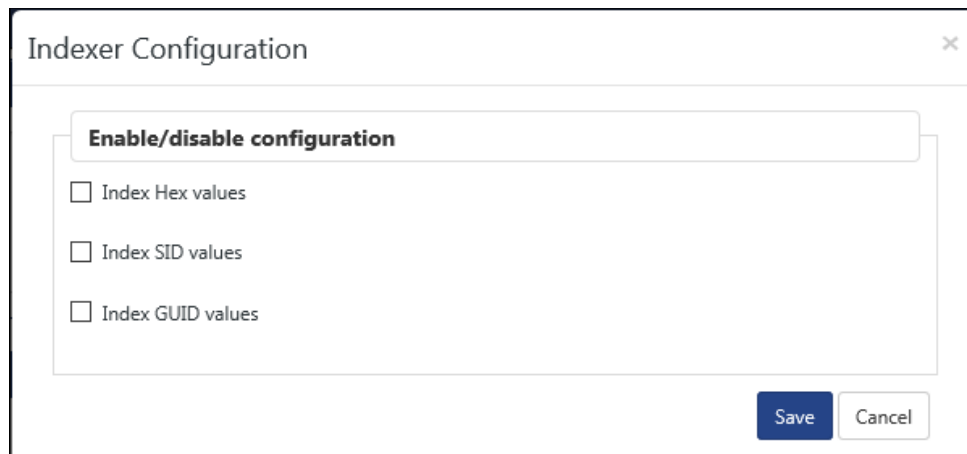 Indexer Configuration
Enable/disable configuration
Index Hex values
Index SID values
Index GUID values
Save Cancel